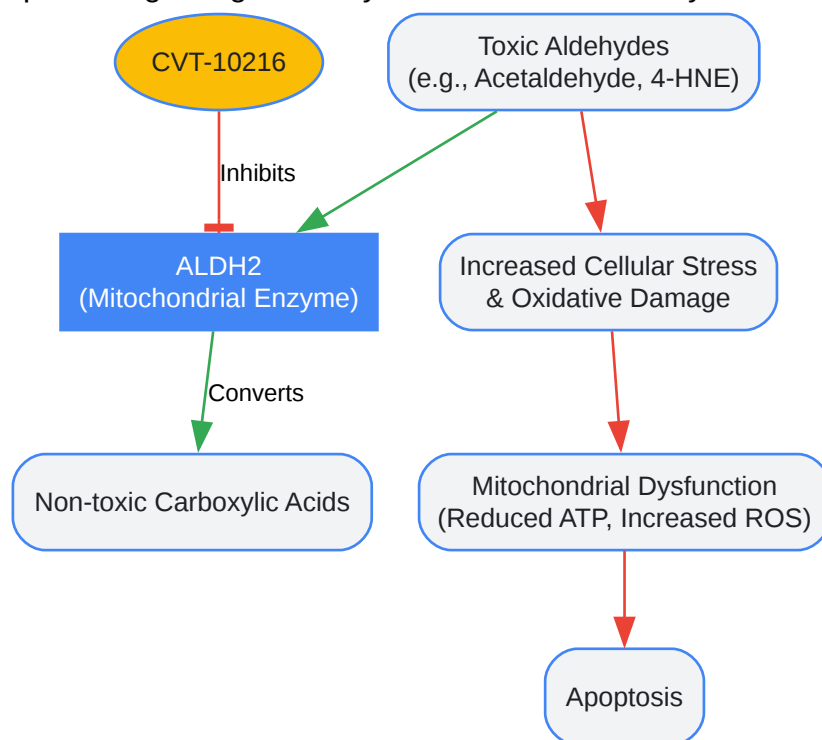 CVT-10216
Toxic Aldehydes
(e.g., Acetaldehyde, 4-HNE)
Inhibits
ALDH2
(Mitochondrial Enzyme)
Increased Cellular Stress
& Oxidative Damage
Converts
Non-toxic Carboxylic Acids
Mitochondrial Dysfunction
(Reduced ATP, Increased ROS)
Apoptosis